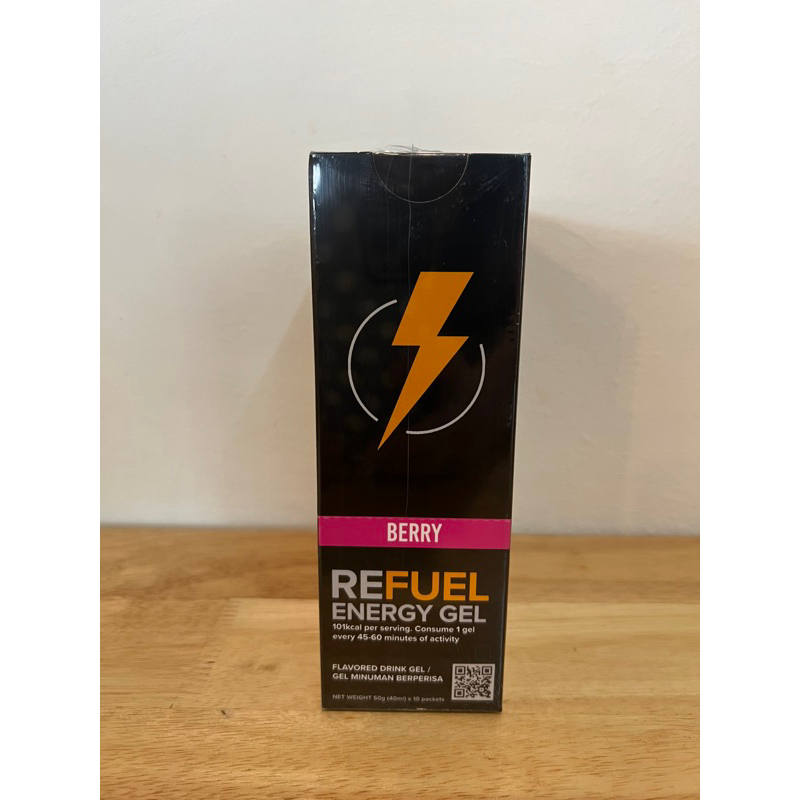 BERRY
REFUEL
ENERGY GEL
101kcal per serving. Consume 1 gel
every 45-60 minutes of activity
FLAVORED DRINK GEL /
GEL MINUMAN BERPERISA
NET WEIGHT 50g (40ml) x 10 packets